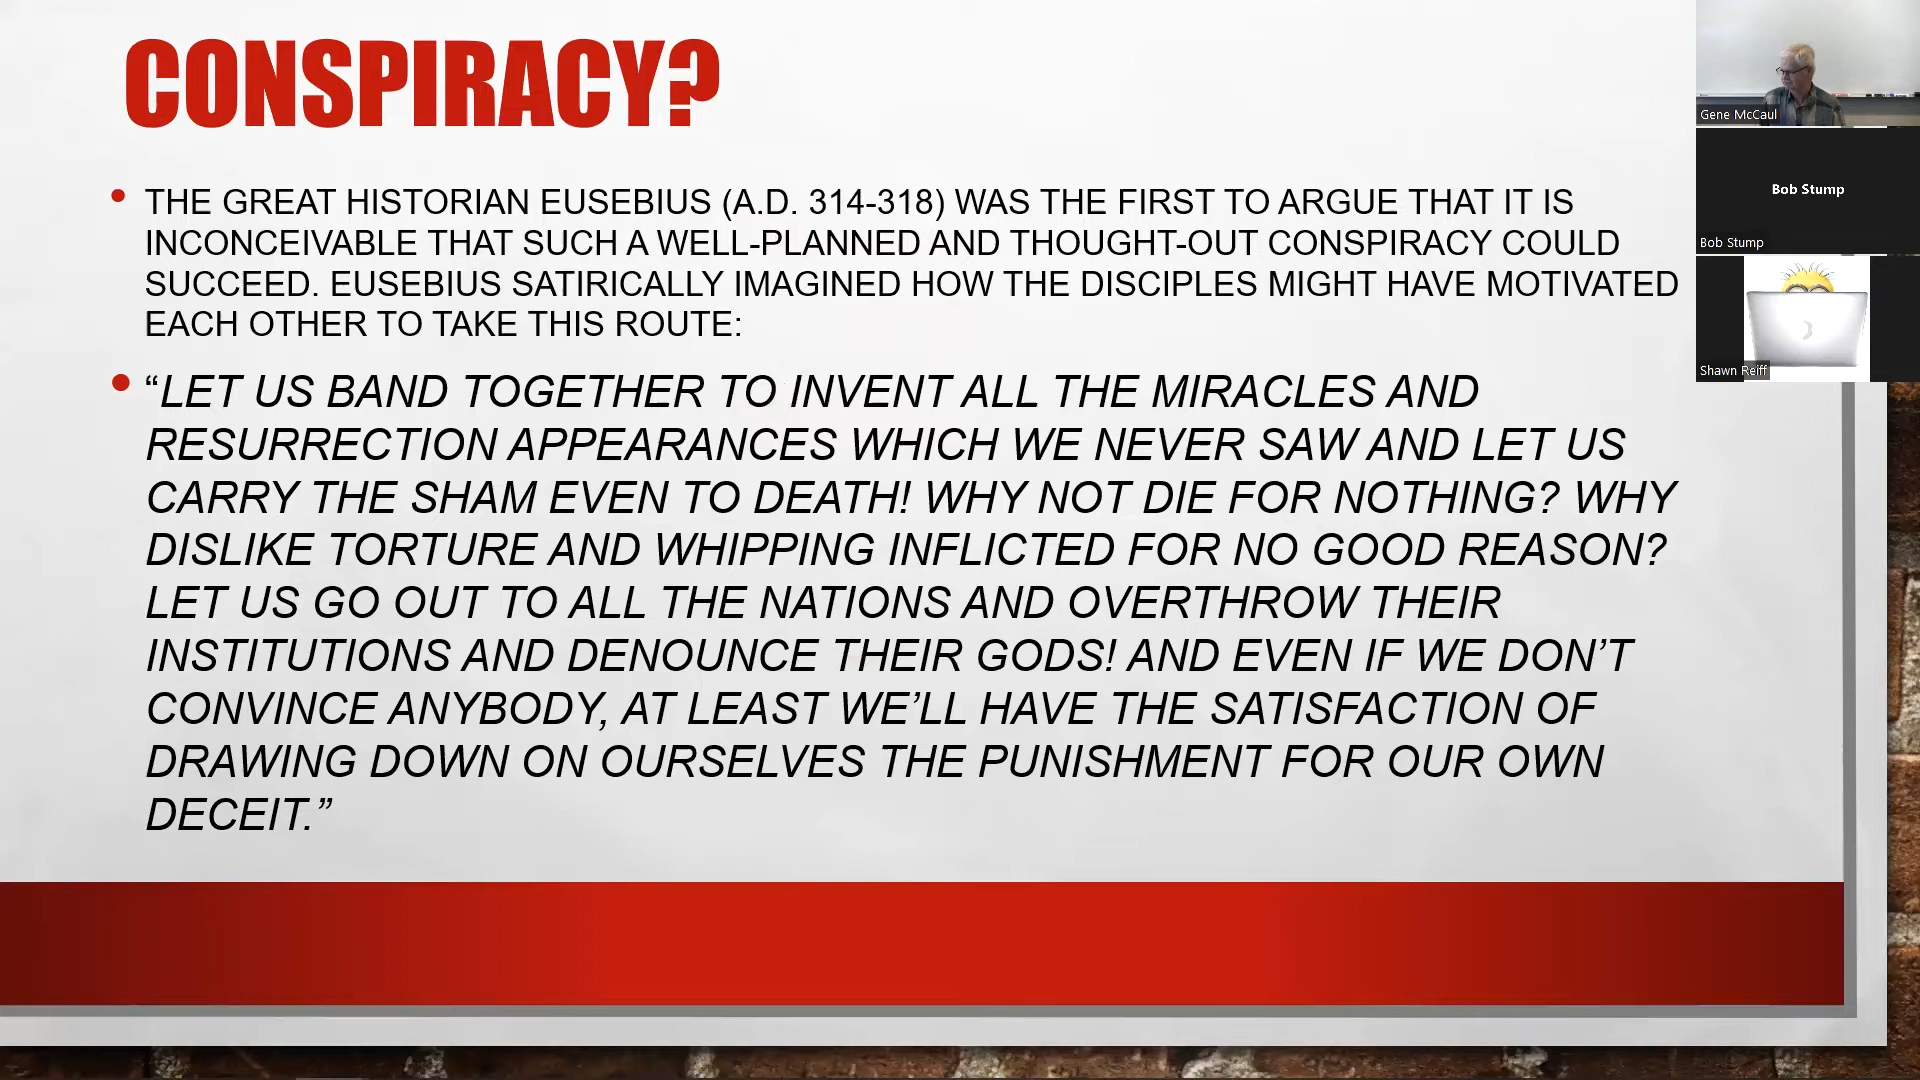 CONSPIRACY?
• THE GREAT HISTORIAN EUSEBIUS (A.D. 314-318) WAS THE FIRST TO ARGUE THAT IT IS
INCONCEIVABLE THAT SUCH A WELL-PLANNED AND THOUGHT-OUT CONSPIRACY COULD
SUCCEED. EUSEBIUS SATIRICALLY IMAGINED HOW THE DISCIPLES MIGHT HAVE MOTIVATED
EACH OTHER TO TAKE THIS ROUTE:
• “LET US BAND TOGETHER TO INVENT ALL THE MIRACLES AND
RESURRECTION APPEARANCES WHICH WE NEVER SAW AND LET US
CARRY THE SHAM EVEN TO DEATH! WHY NOT DIE FOR NOTHING? WHY
DISLIKE TORTURE AND WHIPPING INFLICTED FOR NO GOOD REASON?
LET US GO OUT TO ALL THE NATIONS AND OVERTHROW THEIR
INSTITUTIONS AND DENOUNCE THEIR GODS! AND EVEN IF WE DON’T
CONVINCE ANYBODY, AT LEAST WE’LL HAVE THE SATISFACTION OF
DRAWING DOWN ON OURSELVES THE PUNISHMENT FOR OUR OWN
DECEIT.”
Gene McCaul
Bob Stump
Bob Stump
Shawn Reiff